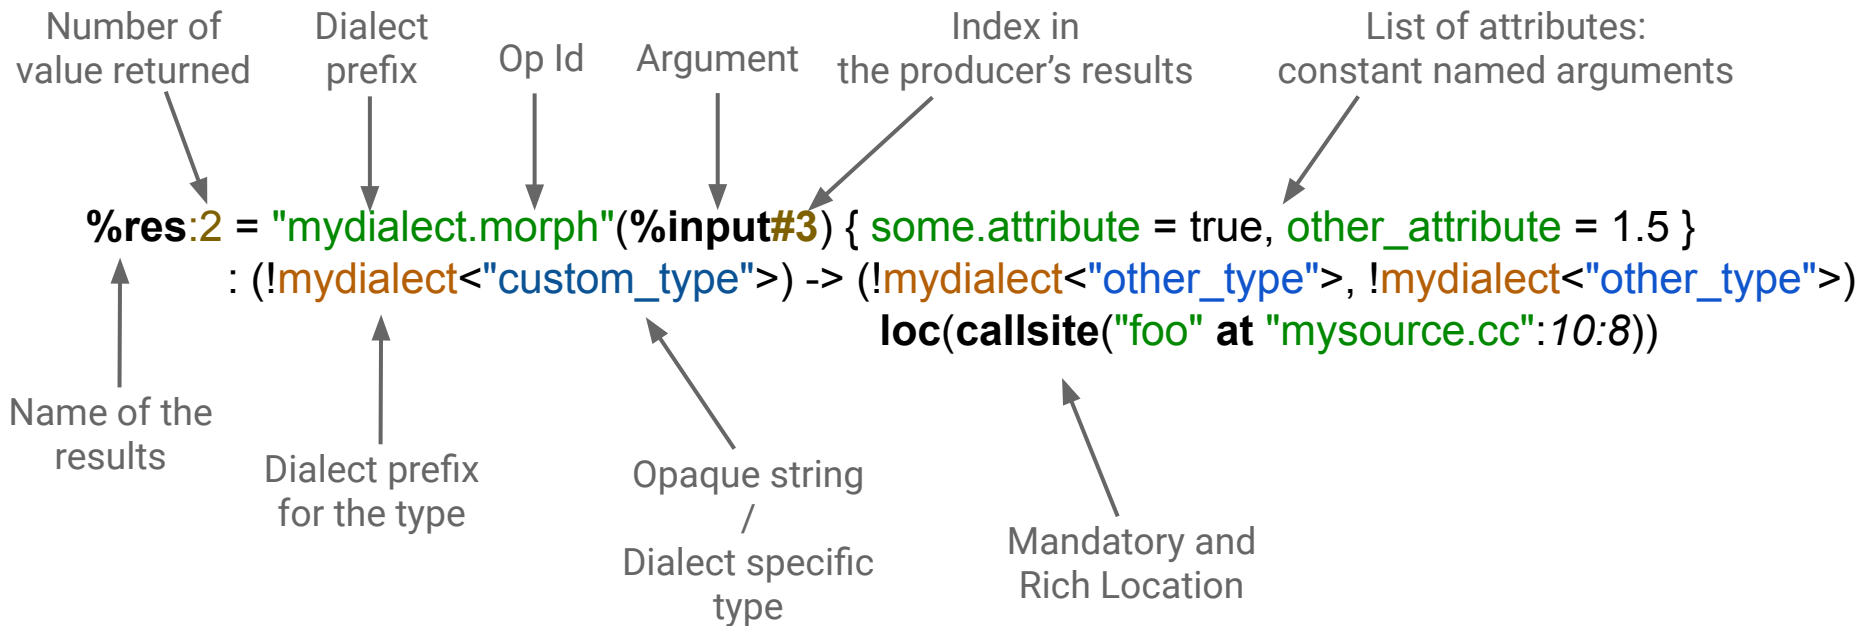 Number of
value returned
Dialect
prefix
Op Id
Argument
Index in
the producer's results
List of attributes:
constant named arguments
%res:2 = "mydialect.morph"(%input#3) { some.attribute = true, other_attribute = 1.5 }
: (!mydialect<"custom_type">) -> (!mydialect<"other_type">, !mydialect<"other_type">)
loc(callsite("foo" at "mysource.cc":10:8))
Name of the
results
Dialect prefix
for the type
Opaque string
/
Dialect specific
type
Mandatory and
Rich Location